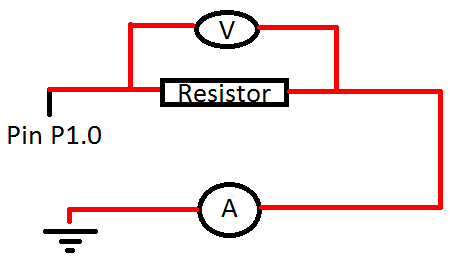 V
Resistor
Pin P1.0
A